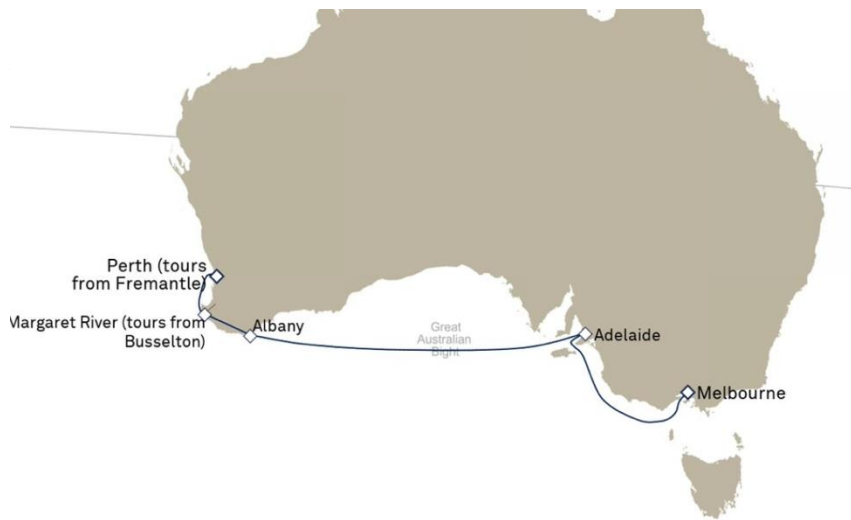 Perth (tours
from Fremantle)
Margaret River (tours from
Busselton)
Albany
Great
Australian
Bight
Adelaide
Melbourne